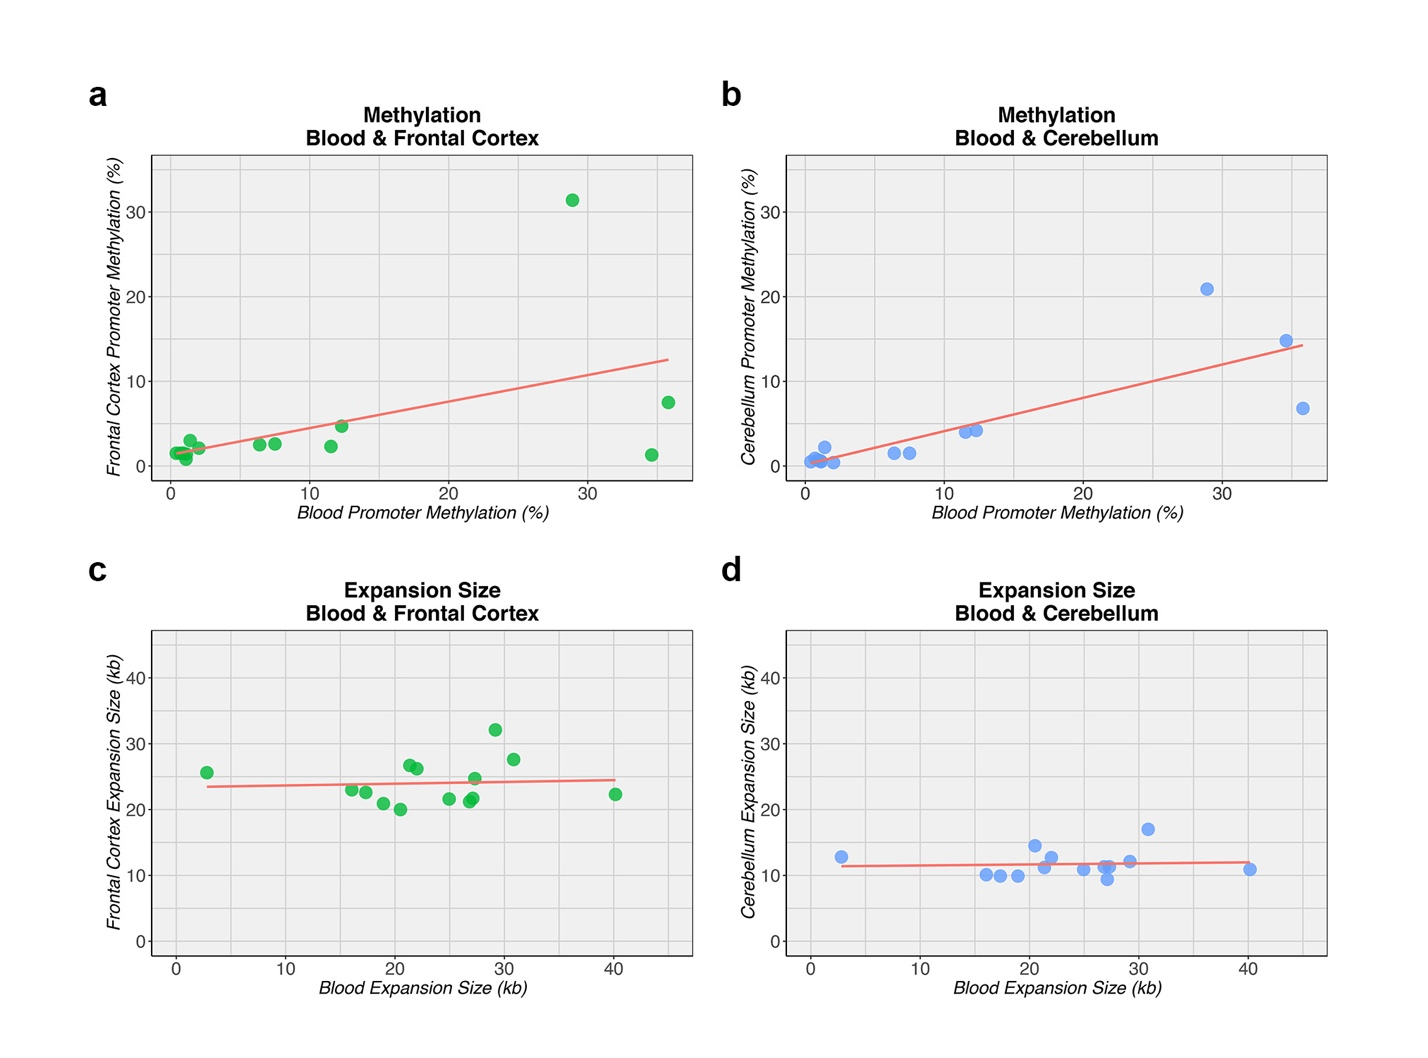 a
Methylation
Blood & Frontal Cortex
Frontal Cortex Promoter Methylation (%)
30
20
10
0
0 10 20 30
Blood Promoter Methylation (%)
b
Methylation
Blood & Cerebellum
Cerebellum Promoter Methylation (%)
30
20
10
0
0 10 20 30
Blood Promoter Methylation (%)
c
Expansion Size
Blood & Frontal Cortex
Frontal Cortex Expansion Size (kb)
40
30
20
10
0
0 10 20 30 40
Blood Expansion Size (kb)
d
Expansion Size
Blood & Cerebellum
Cerebellum Expansion Size (kb)
40
30
20
10
0
0 10 20 30 40
Blood Expansion Size (kb)